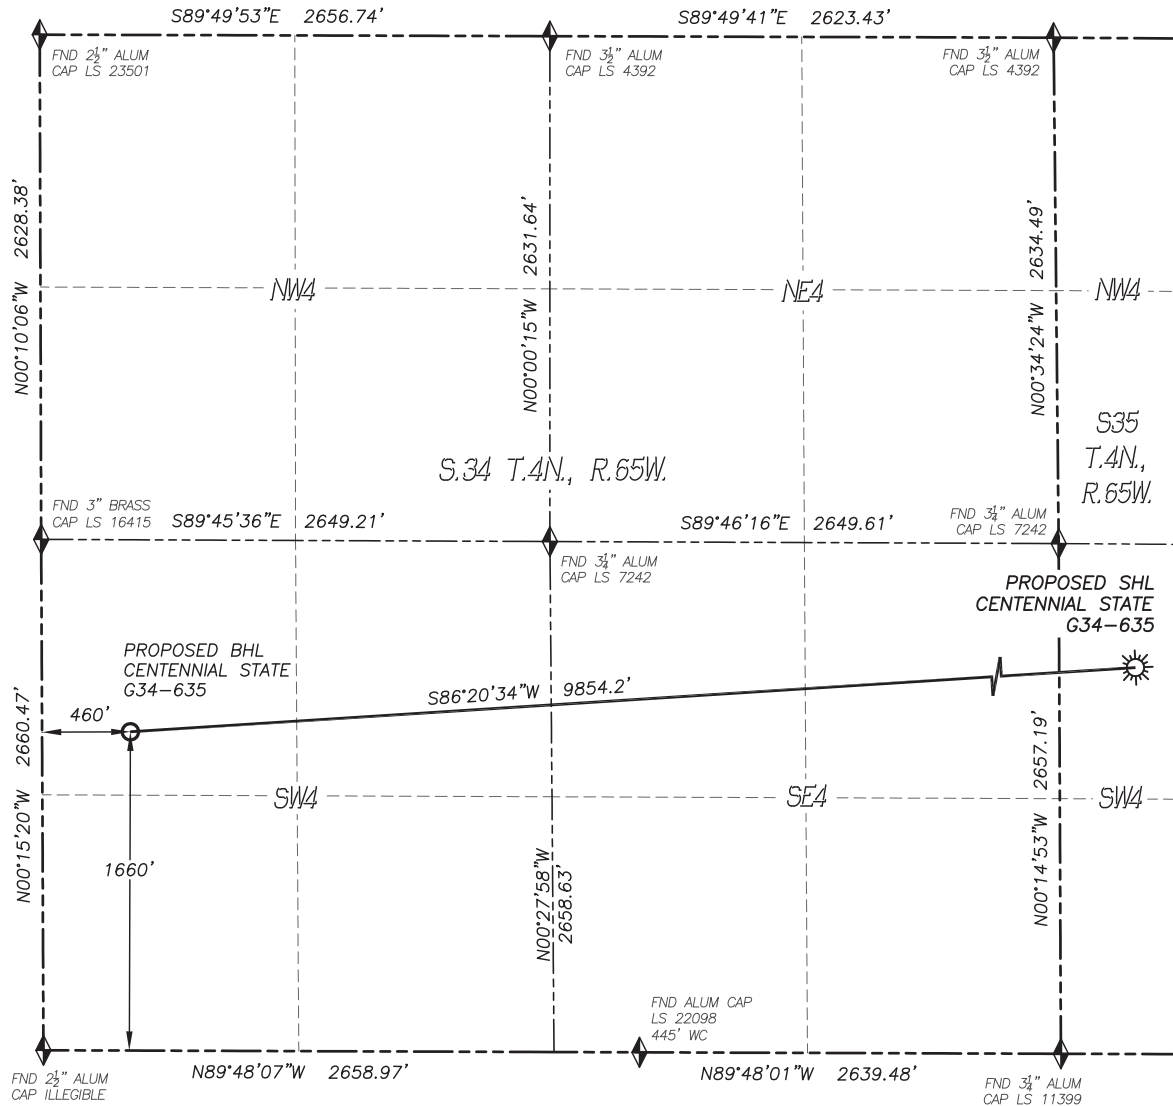 S89°49'53"E 2656.74'
S89°49'41"E 2623.43'
FND 2½" ALUM
CAP LS 23501
FND 3½" ALUM
CAP LS 4392
FND 3½" ALUM
CAP LS 4392
N00°10'06"W 2628.38'
N00°00'15"W 2631.64'
N00°34'24"W 2634.49'
NW4
NE4
NW4
S.34 T.4N., R.65W.
S35
T.4N.,
R.65W.
FND 3" BRASS
CAP LS 16415
S89°45'36"E 2649.21'
S89°46'16"E 2649.61'
FND 3¼" ALUM
CAP LS 7242
FND 3¼" ALUM
CAP LS 7242
PROPOSED SHL
CENTENNIAL STATE
G34-635
PROPOSED BHL
CENTENNIAL STATE
G34-635
S86°20'34"W 9854.2'
460'
N00°15'20"W 2660.47'
1660'
SW4
SE4
SW4
N00°27'58"W
2658.63'
N00°14'53"W 2657.19'
FND ALUM CAP
LS 22098
445' WC
FND 2½" ALUM
CAP ILLEGIBLE
N89°48'07"W 2658.97'
N89°48'01"W 2639.48'
FND 3¼" ALUM
CAP LS 11399